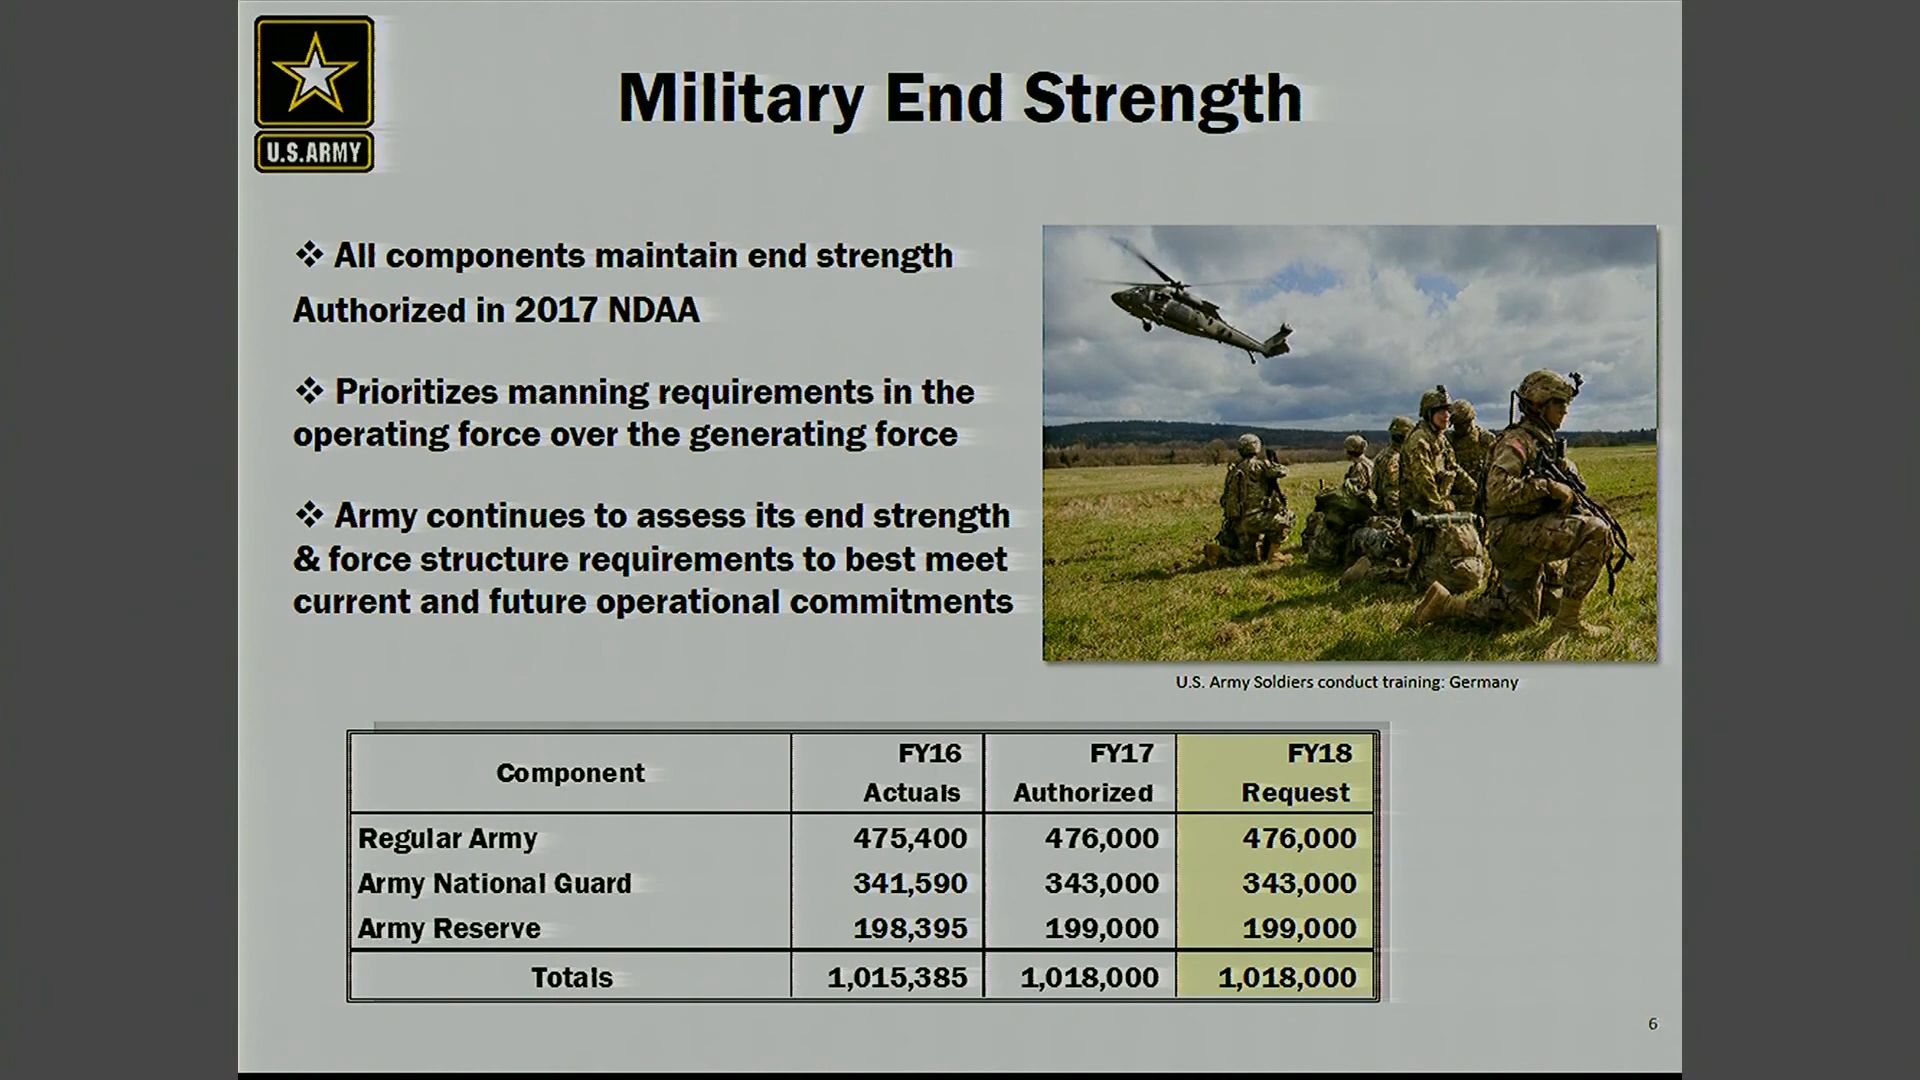 U.S.ARMY
Military End Strength
❖ All components maintain end strength
Authorized in 2017 NDAA
❖ Prioritizes manning requirements in the
operating force over the generating force
❖ Army continues to assess its end strength
& force structure requirements to best meet
current and future operational commitments
U.S. Army Soldiers conduct training: Germany
Component FY16 Actuals FY17 Authorized FY18 Request
Regular Army 475,400 476,000 476,000
Army National Guard 341,590 343,000 343,000
Army Reserve 198,395 199,000 199,000
Totals 1,015,385 1,018,000 1,018,000
6